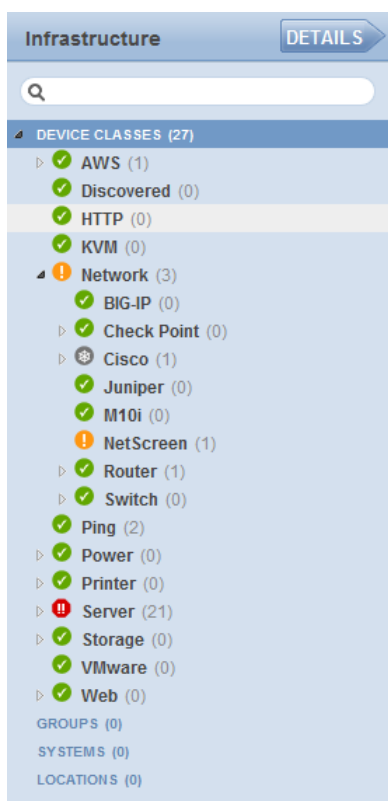 Infrastructure
DETAILS
DEVICE CLASSES (27)
AWS (1)
Discovered (0)
HTTP (0)
KVM (0)
Network (3)
BIG-IP (0)
Check Point (0)
Cisco (1)
Juniper (0)
M10i (0)
NetScreen (1)
Router (1)
Switch (0)
Ping (2)
Power (0)
Printer (0)
Server (21)
Storage (0)
VMware (0)
Web (0)
GROUPS (0)
SYSTEMS (0)
LOCATIONS (0)